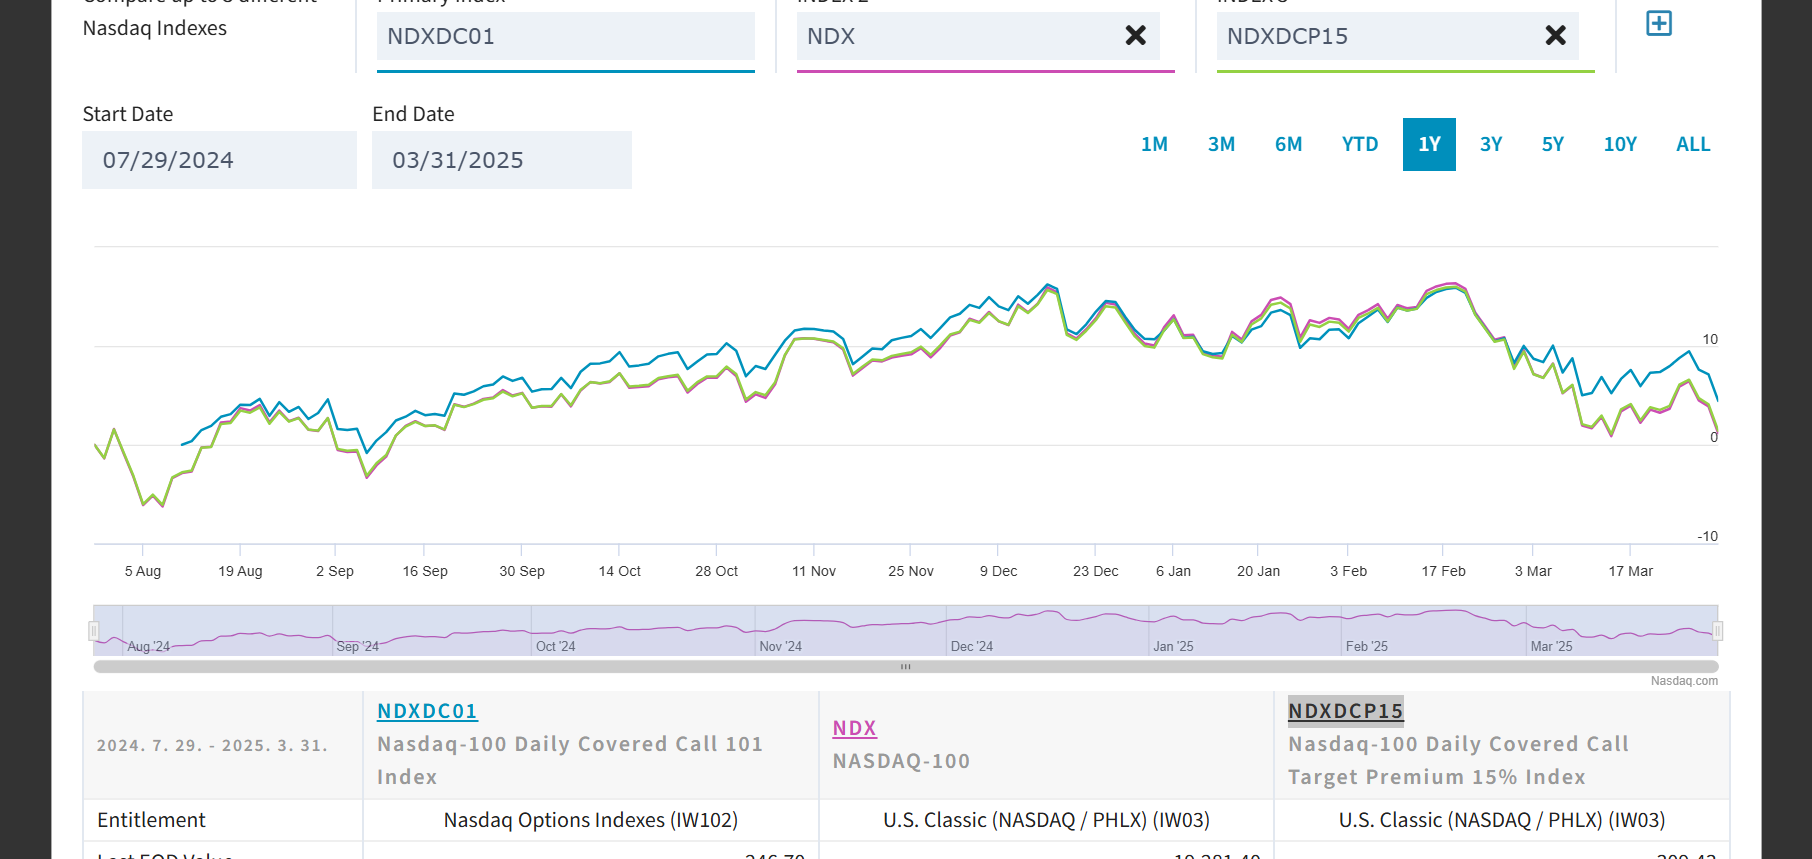 Nasdaq Indexes
NDXDC01
NDX
NDXDCP15
Start Date
End Date
07/29/2024
03/31/2025
1M 3M 6M YTD 1Y 3Y 5Y 10Y ALL
10
0
-10
5 Aug 19 Aug 2 Sep 16 Sep 30 Sep 14 Oct 28 Oct 11 Nov 25 Nov 9 Dec 23 Dec 6 Jan 20 Jan 3 Feb 17 Feb 3 Mar 17 Mar
Aug '24 Sep '24 Oct '24 Nov '24 Dec '24 Jan '25 Feb '25 Mar '25
Nasdaq.com
2024. 7. 29. - 2025. 3. 31.
NDXDC01
Nasdaq-100 Daily Covered Call 101
Index
NDX
NASDAQ-100
NDXDCP15
Nasdaq-100 Daily Covered Call
Target Premium 15% Index
Entitlement
Nasdaq Options Indexes (IW102)
U.S. Classic (NASDAQ / PHLX) (IW03)
U.S. Classic (NASDAQ / PHLX) (IW03)